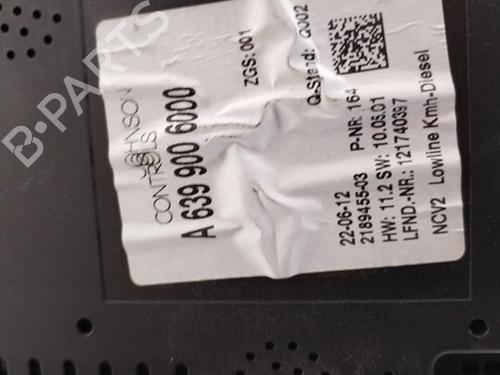 JOHNSON
CONTROLS
A 639 900 6000
ZGS: 001
Q-Stand: Q002
22-06-12
2189455-03 P-NR: 164
HW: 11.2 SW: 10.06.01
LFND.-NR.: 121740397
NCV2 Lowline Kmh-Diesel
B-PARTS